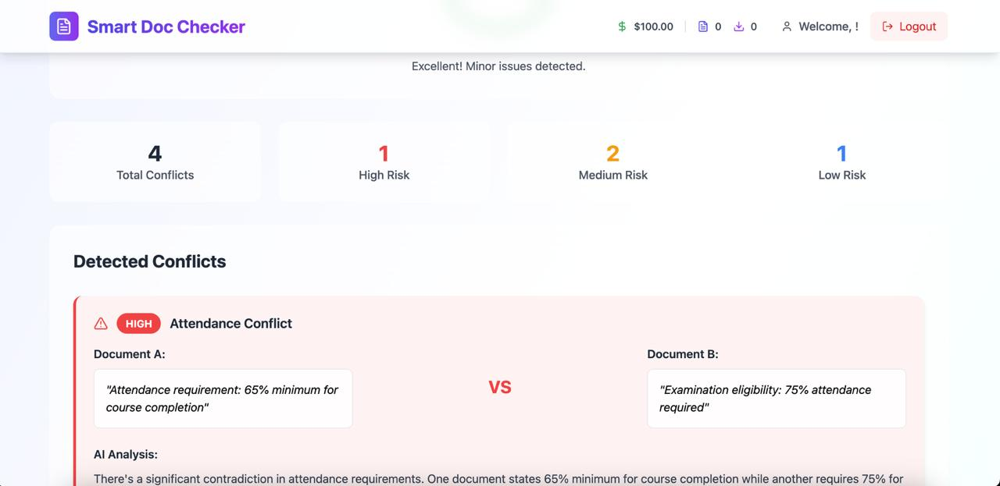 Smart Doc Checker
$100.00
0
0
Welcome, !
Logout
Excellent! Minor issues detected.
4
Total Conflicts
1
High Risk
2
Medium Risk
1
Low Risk
Detected Conflicts
HIGH
Attendance Conflict
Document A:
"Attendance requirement: 65% minimum for
course completion"
VS
Document B:
"Examination eligibility: 75% attendance
required"
AI Analysis:
There's a significant contradiction in attendance requirements. One document states 65% minimum for course completion while another requires 75% for